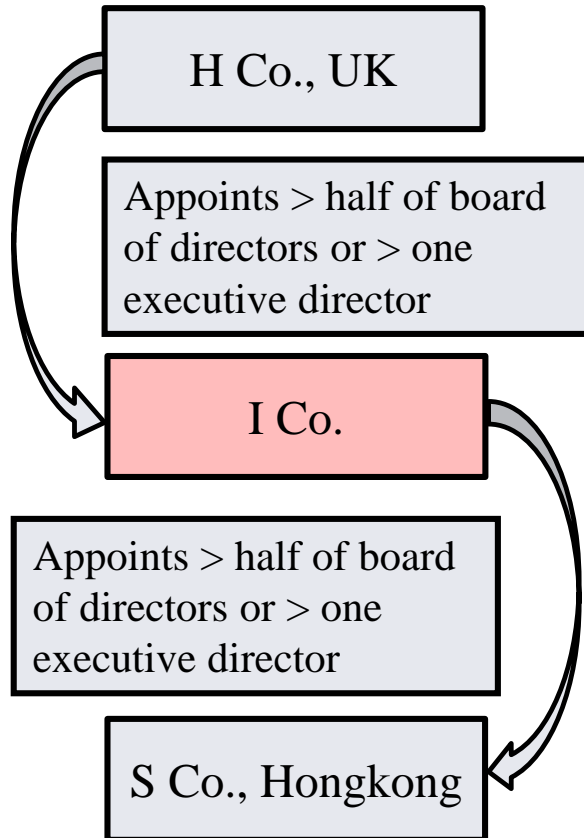 H Co., UK
Appoints > half of board
of directors or > one
executive director
I Co.
Appoints > half of board
of directors or > one
executive director
S Co., Hongkong